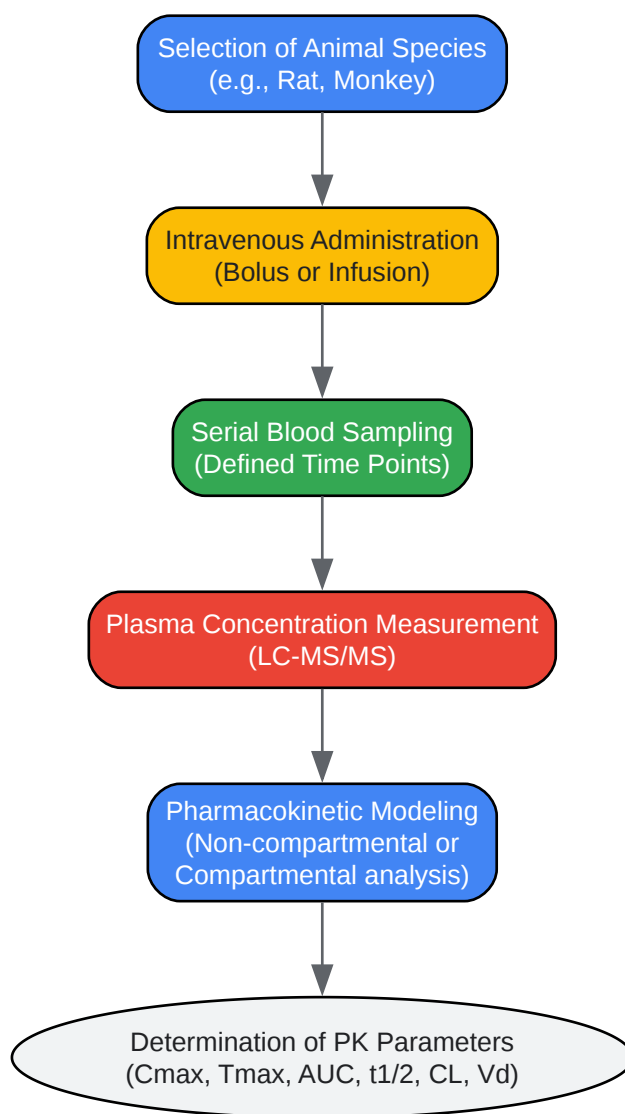 Selection of Animal Species
(e.g., Rat, Monkey)
Intravenous Administration
(Bolus or Infusion)
Serial Blood Sampling
(Defined Time Points)
Plasma Concentration Measurement
(LC-MS/MS)
Pharmacokinetic Modeling
(Non-compartmental or
Compartmental analysis)
Determination of PK Parameters
(Cmax, Tmax, AUC, t1/2, CL, Vd)